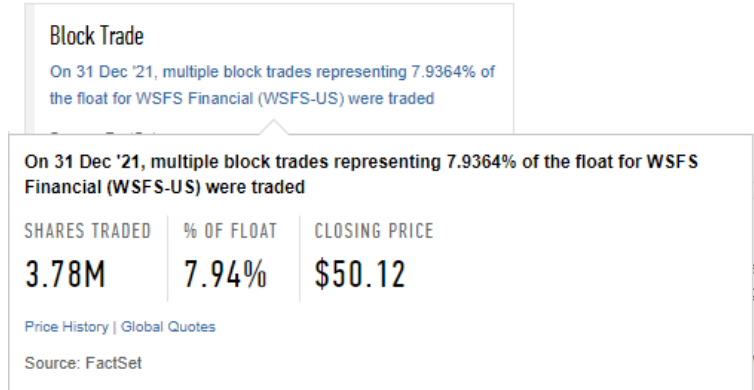 Block Trade
On 31 Dec '21, multiple block trades representing 7.9364% of
the float for WSFS Financial (WSFS-US) were traded
On 31 Dec '21, multiple block trades representing 7.9364% of the float for WSFS
Financial (WSFS-US) were traded
SHARES TRADED % OF FLOAT CLOSING PRICE
3.78M 7.94% $50.12
Price History | Global Quotes
Source: FactSet